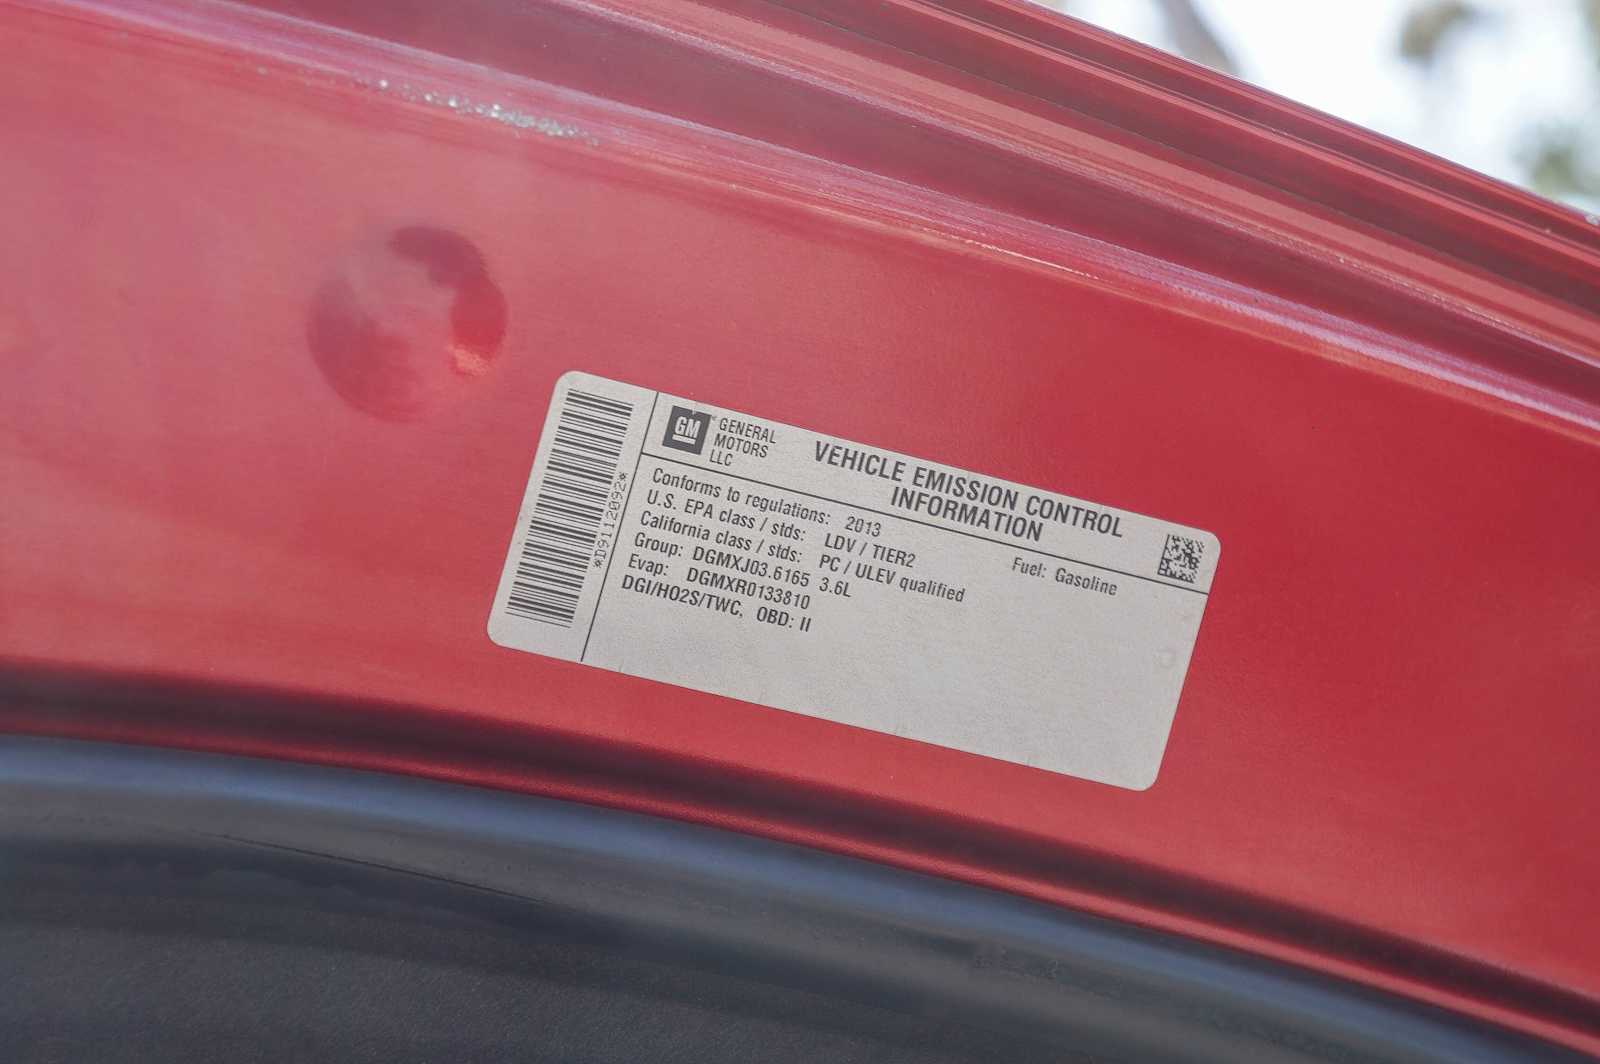 *D9112092*
GM
GENERAL
MOTORS
LLC
VEHICLE EMISSION CONTROL
INFORMATION
Conforms to regulations: 2013
Fuel: Gasoline
U.S. EPA class / stds: LDV / TIER2
California class / stds: PC / ULEV qualified
Group: DGMXJ03.6165 3.6L
Evap: DGMXR0133810
DGI/HO2S/TWC, OBD: II